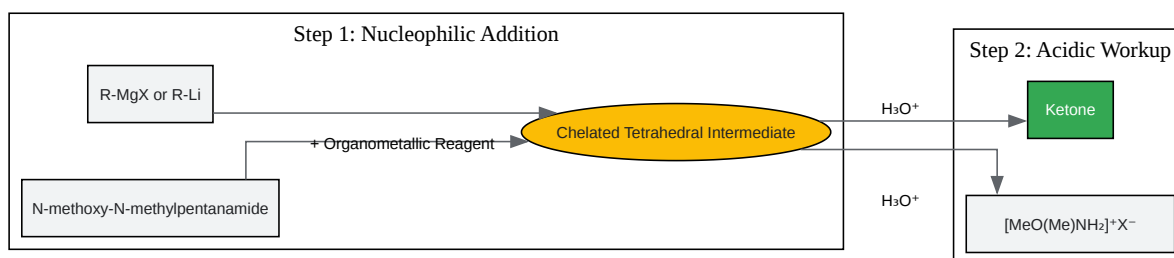 Step 1: Nucleophilic Addition
Step 2: Acidic Workup
R-MgX or R-Li
H₃O⁺
Ketone
Chelated Tetrahedral Intermediate
+ Organometallic Reagent
N-methoxy-N-methylpentanamide
H₃O⁺
[MeO(Me)NH₂]⁺X⁻